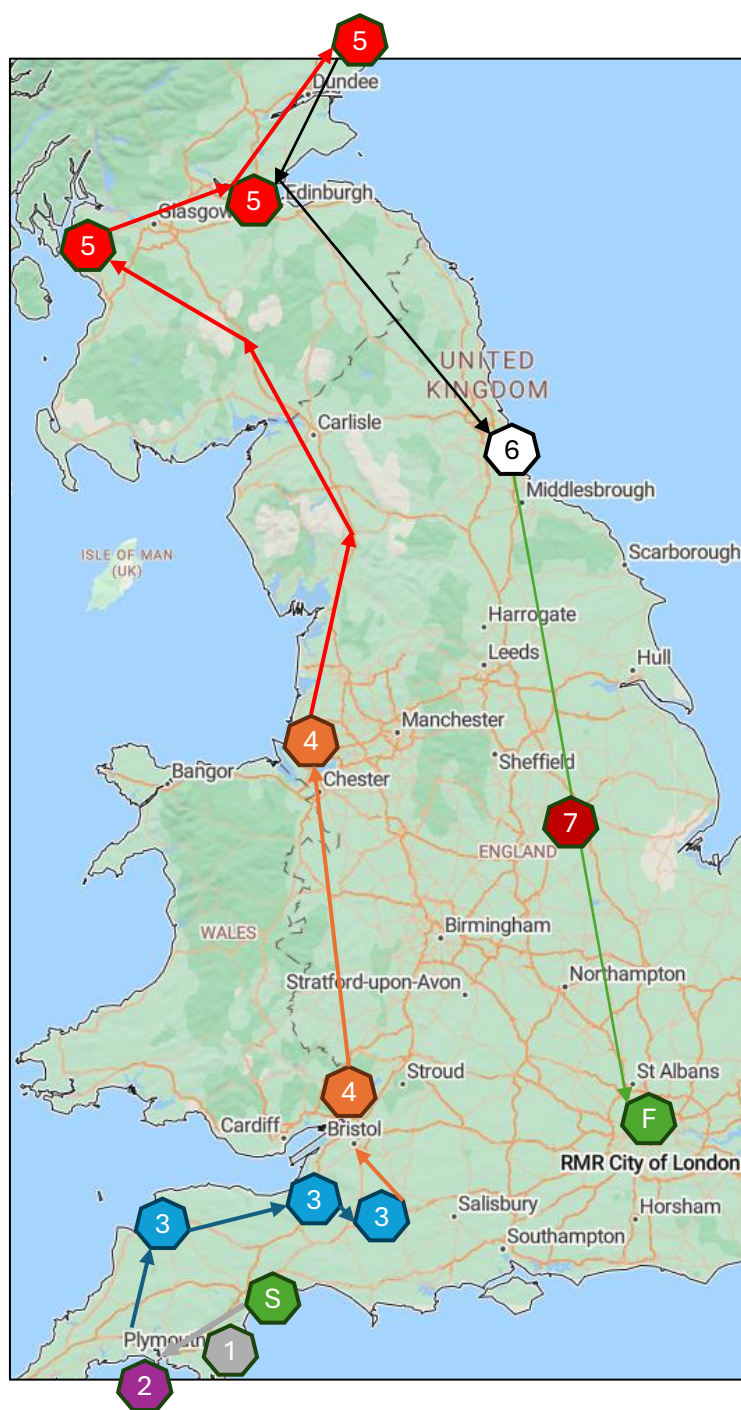 5
Dundee
5
Edinburgh
Glasgow
5
UNITED
KINGDOM
Carlisle
6
Middlesbrough
ISLE OF MAN
(UK)
Scarborough
Harrogate
Leeds
Hull
4
Manchester
Sheffield
Bangor
Chester
7
ENGLAND
WALES
Birmingham
Stratford-upon-Avon
Northampton
4
Stroud
St Albans
F
Cardiff
Bristol
RMR City of London
3
3
3
Salisbury
Horsham
Southampton
S
Plymouth
1
2